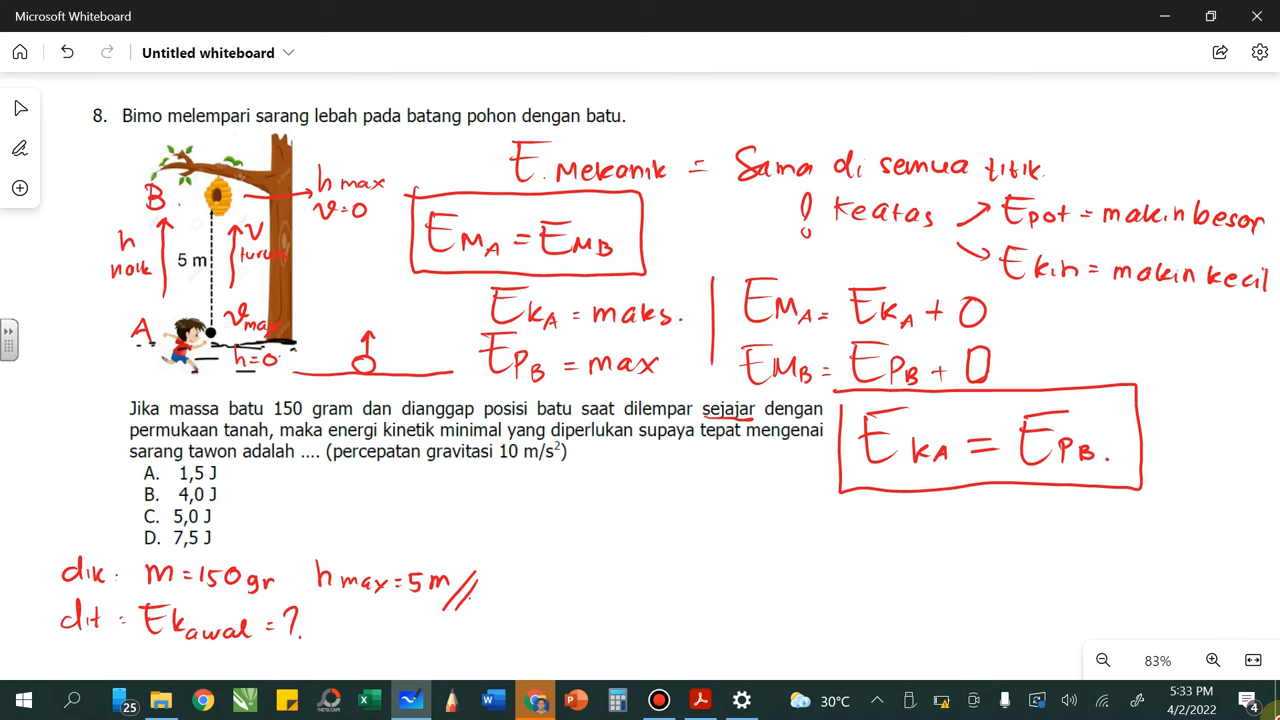 Microsoft Whiteboard
Untitled whiteboard
8. Bimo melempari sarang lebah pada batang pohon dengan batu.
E. Mekanik = Sama di semua titik.
h max
v=0
B
! keatas
Epot = makin besar
Ekin = makin kecil
EMA = EMB
h
naik
v
turun
5 m
EKA = maks.
EPB = max
EMA = EKA + 0
EMB = EPB + 0
A
vmax
h=0
Jika massa batu 150 gram dan dianggap posisi batu saat dilempar sejajar dengan
permukaan tanah, maka energi kinetik minimal yang diperlukan supaya tepat mengenai
sarang tawon adalah .... (percepatan gravitasi 10 m/s²)
EKA = EPB.
A. 1,5 J
B. 4,0 J
C. 5,0 J
D. 7,5 J
dik: m = 150 gr h max = 5 m //
dit = Ek awal = ?
83%
25
30°C
5:33 PM
4/2/2022
4